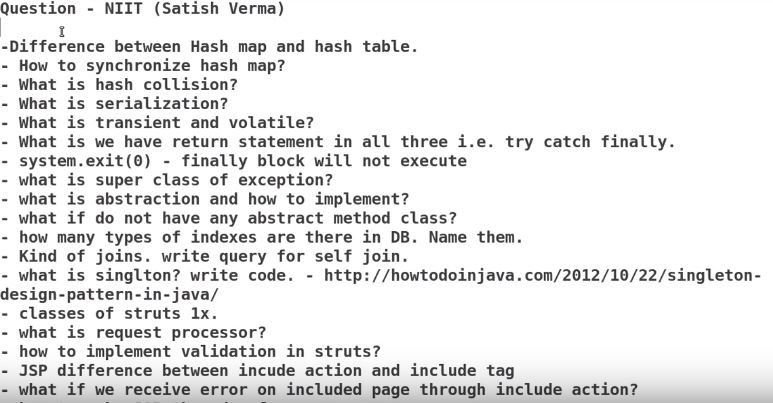 Question - NIIT (Satish Verma)
-Difference between Hash map and hash table.
- How to synchronize hash map?
- What is hash collision?
- What is serialization?
- What is transient and volatile?
- What is we have return statement in all three i.e. try catch finally.
- system.exit(0) - finally block will not execute
- what is super class of exception?
- what is abstraction and how to implement?
- what if do not have any abstract method class?
- how many types of indexes are there in DB. Name them.
- Kind of joins. write query for self join.
- what is singlton? write code. - http://howtodoinjava.com/2012/10/22/singleton-
design-pattern-in-java/
- classes of struts 1x.
- what is request processor?
- how to implement validation in struts?
- JSP difference between incude action and include tag
- what if we receive error on included page through include action?